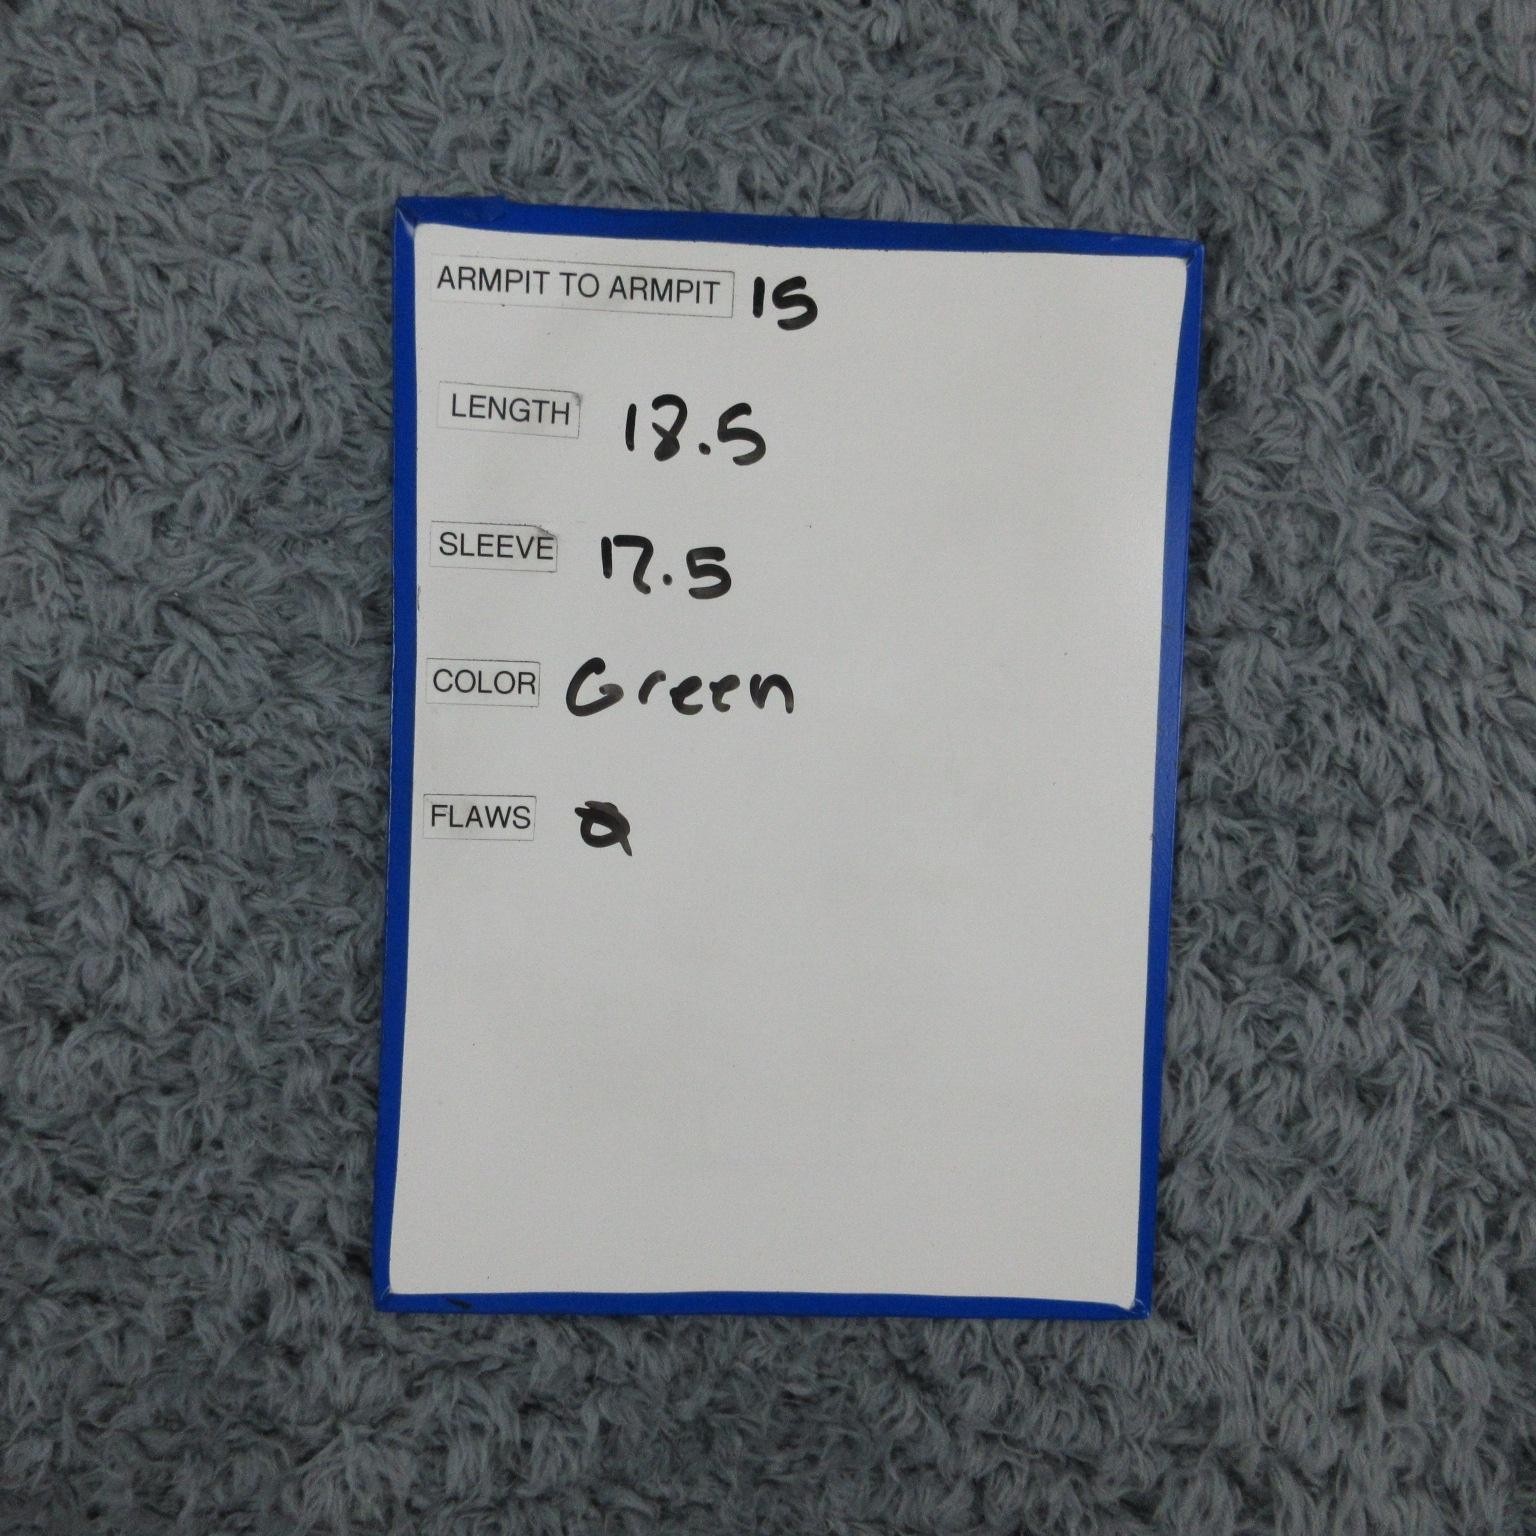 ARMPIT TO ARMPIT 15
LENGTH 18.5
SLEEVE 17.5
COLOR Green
FLAWS Ø